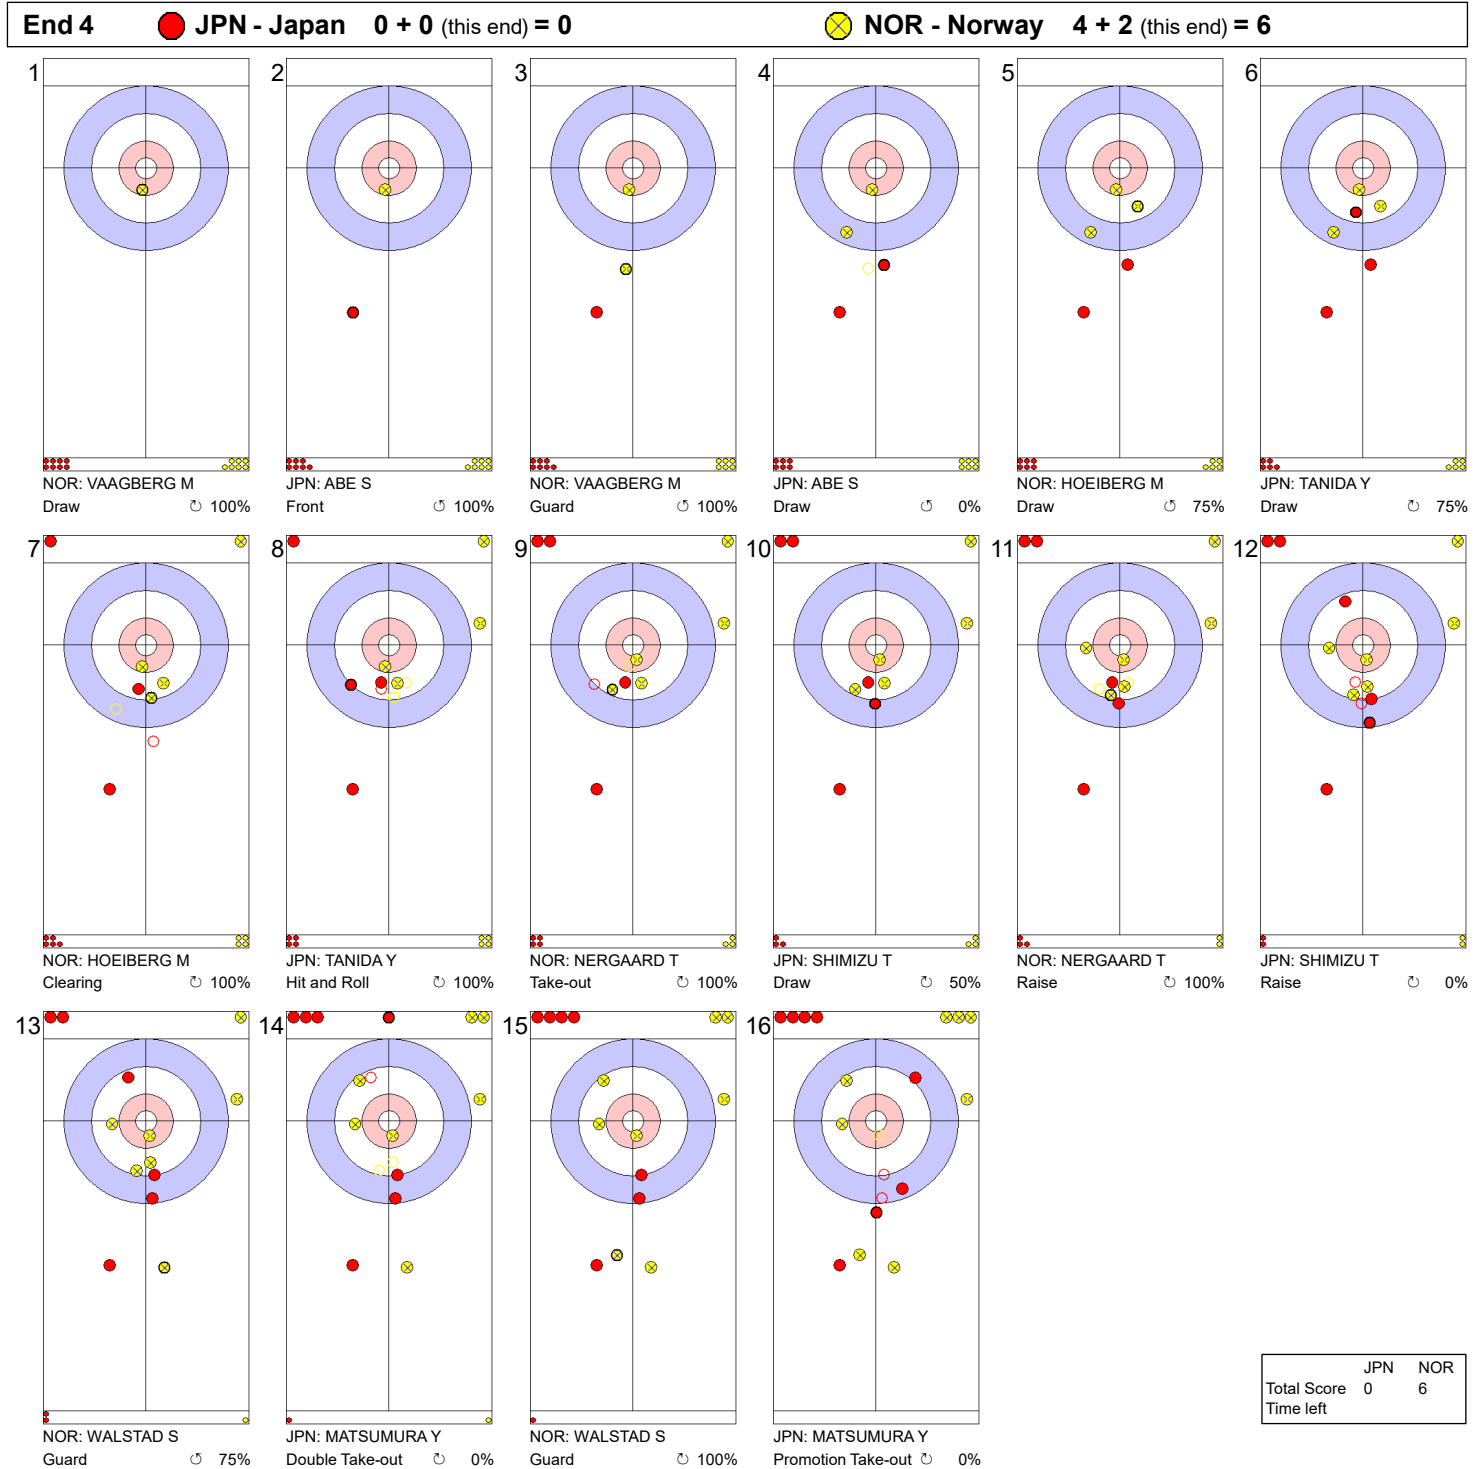 End 4 JPN - Japan 0 + 0 (this end) = 0 NOR - Norway 4 + 2 (this end) = 6
1 2 3 4 5 6
NOR: VAAGBERG M JPN: ABE S NOR: VAAGBERG M JPN: ABE S NOR: HOEIBERG M JPN: TANIDA Y
Draw ↻ 100% Front ↻ 100% Guard ↺ 100% Draw ↺ 0% Draw ↺ 75% Draw ↻ 75%
7 8 9 10 11 12
NOR: HOEIBERG M JPN: TANIDA Y NOR: NERGAARD T JPN: SHIMIZU T NOR: NERGAARD T JPN: SHIMIZU T
Clearing ↻ 100% Hit and Roll ↻ 100% Take-out ↻ 100% Draw ↻ 50% Raise ↻ 100% Raise ↻ 0%
13 14 15 16
NOR: WALSTAD S JPN: MATSUMURA Y NOR: WALSTAD S JPN: MATSUMURA Y
Guard ↺ 75% Double Take-out ↻ 0% Guard ↻ 100% Promotion Take-out ↻ 0%
JPN NOR
Total Score 0 6
Time left